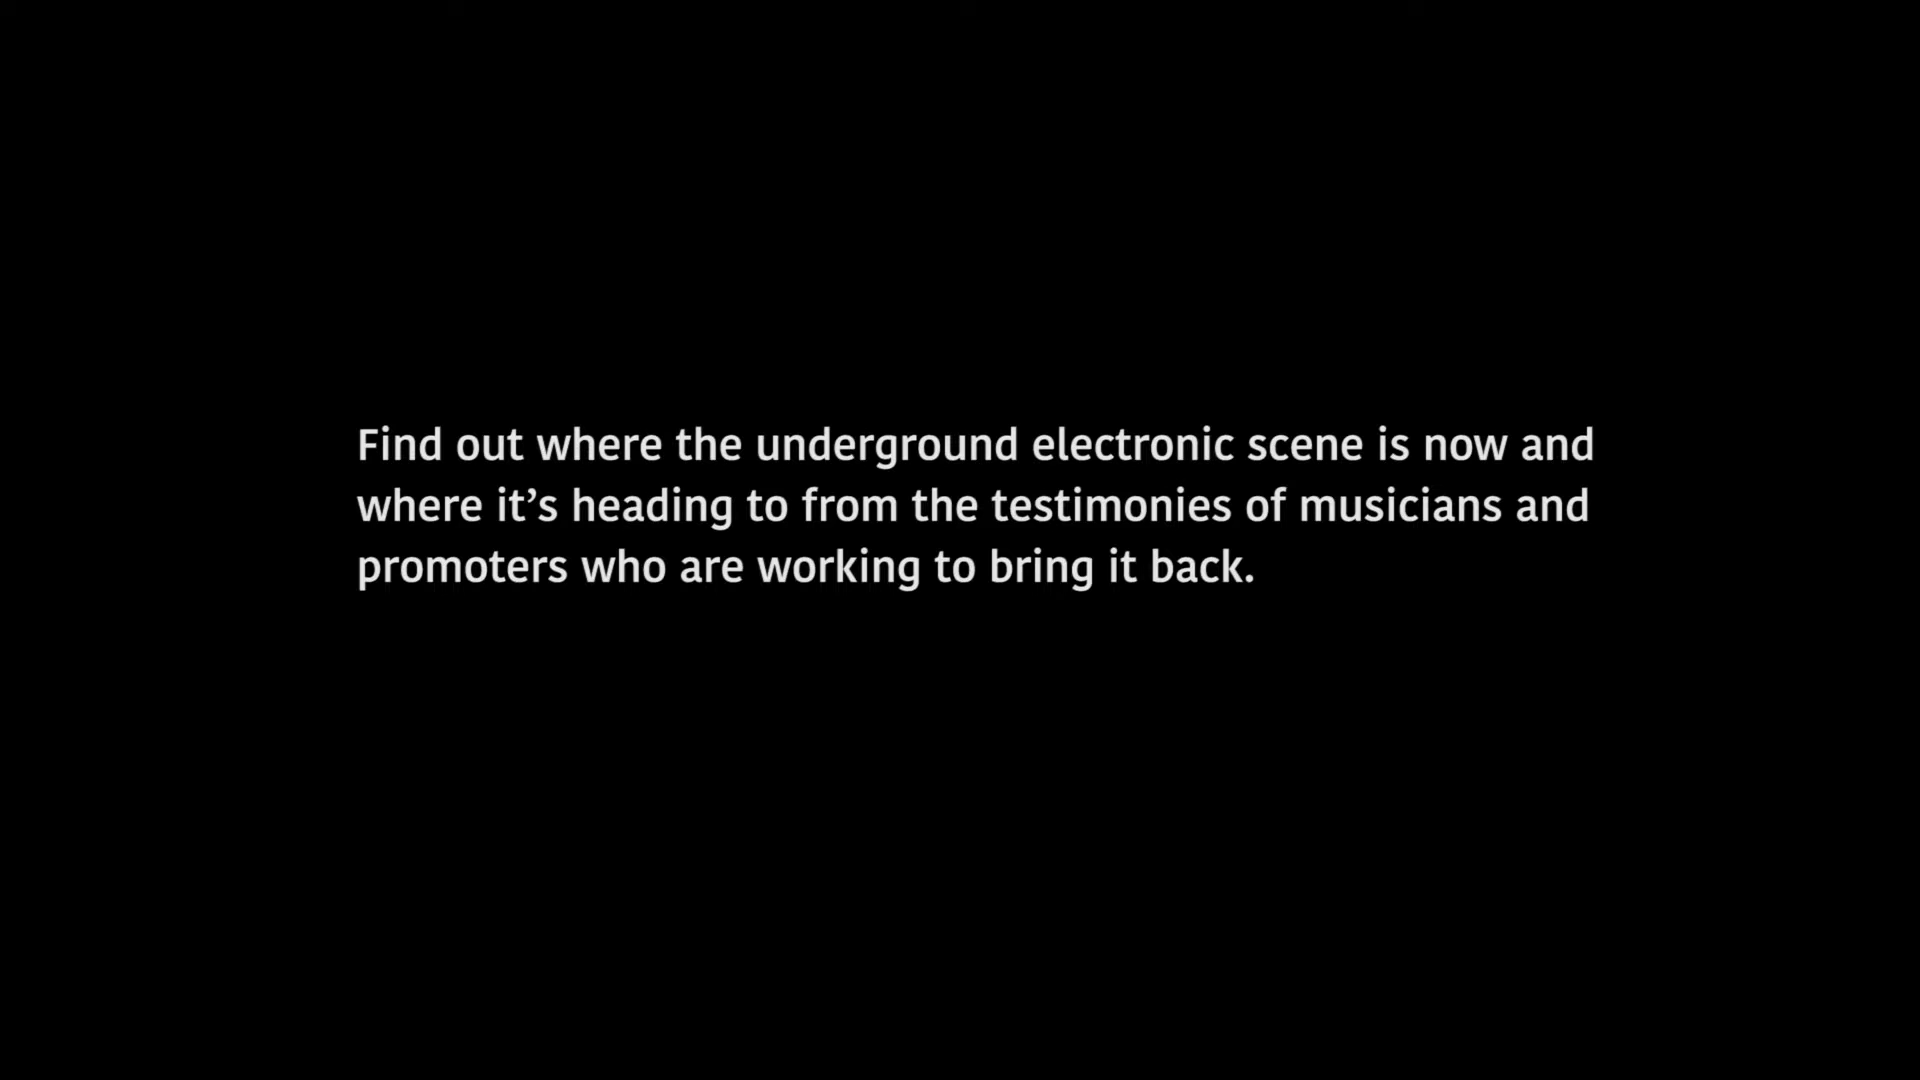 Find out where the underground electronic scene is now and
where it’s heading to from the testimonies of musicians and
promoters who are working to bring it back.